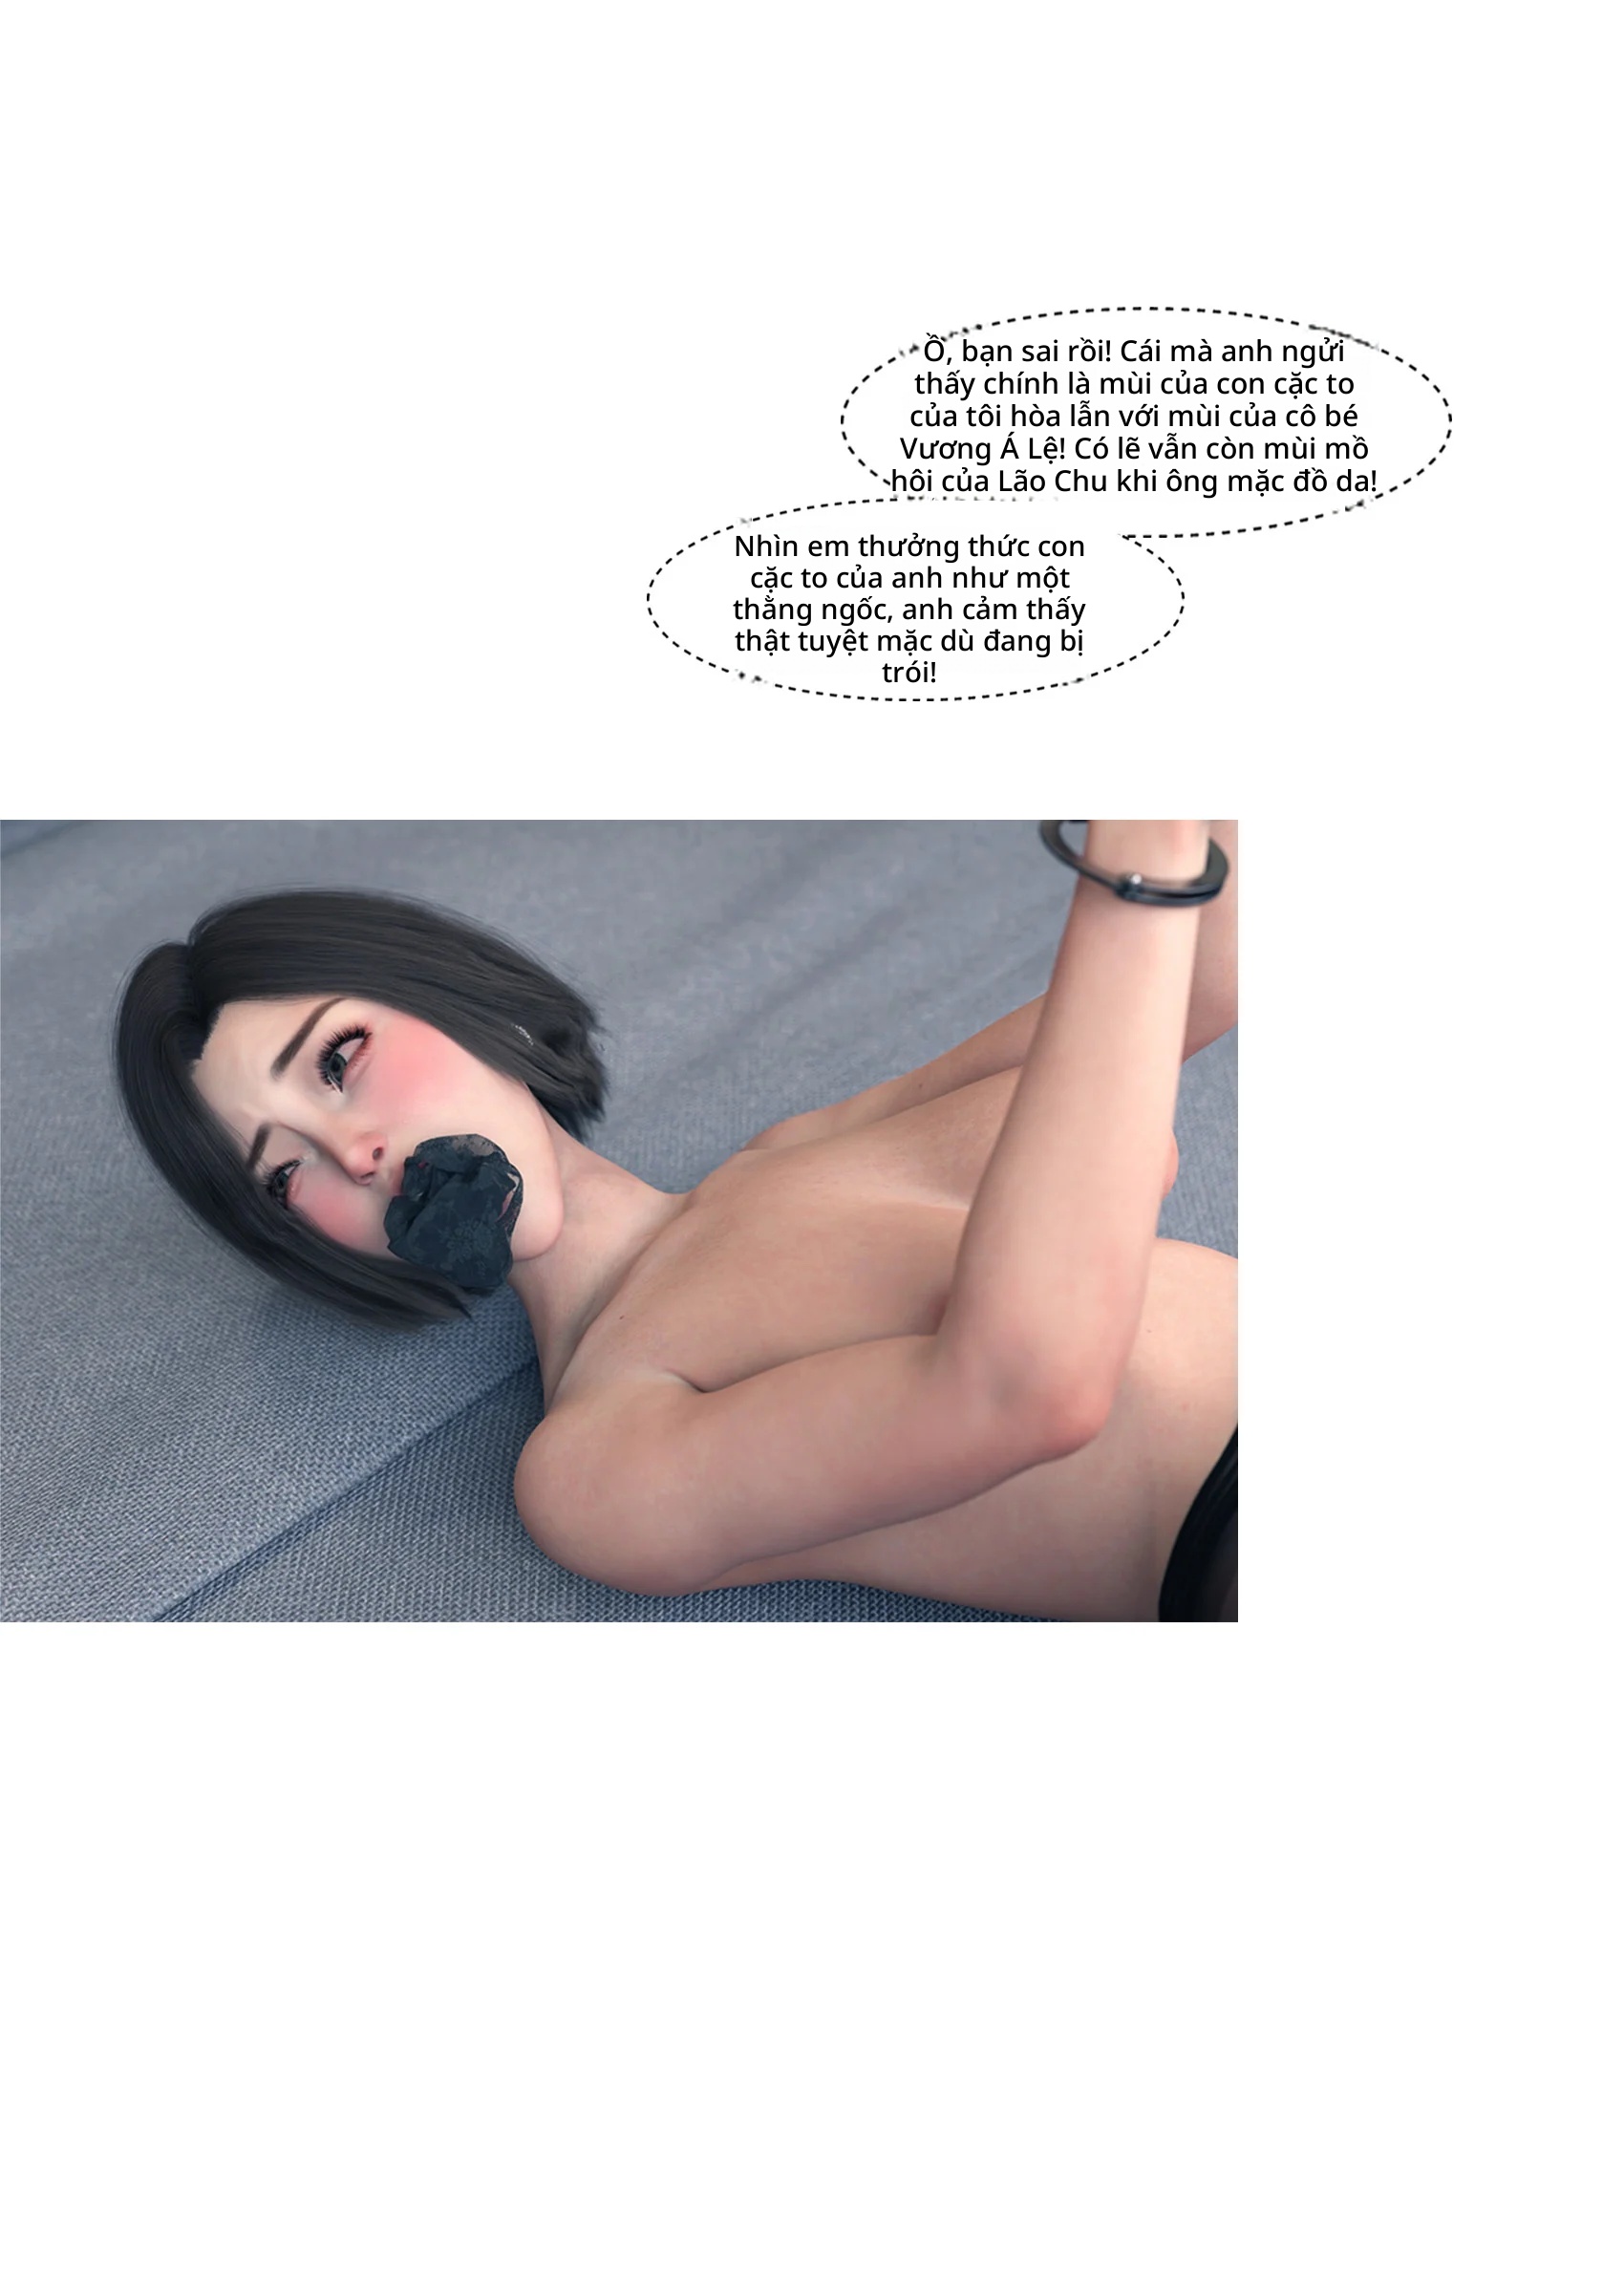 Ồ, bạn sai rồi! Cái mà anh ngửi
thấy chính là mùi của con cặc to
của tôi hòa lẫn với mùi của cô bé
Vương Á Lệ! Có lẽ vẫn còn mùi mồ
hôi của Lão Chu khi ông mặc đồ da!
Nhìn em thưởng thức con
cặc to của anh như một
thằng ngốc, anh cảm thấy
thật tuyệt mặc dù đang bị
trói!